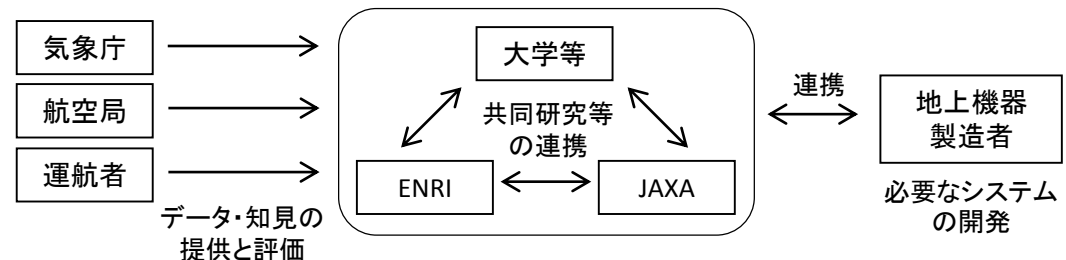 気象庁
航空局
運航者
データ・知見の
提供と評価
大学等
共同研究等
の連携
ENRI
JAXA
連携
地上機器
製造者
必要なシステム
の開発